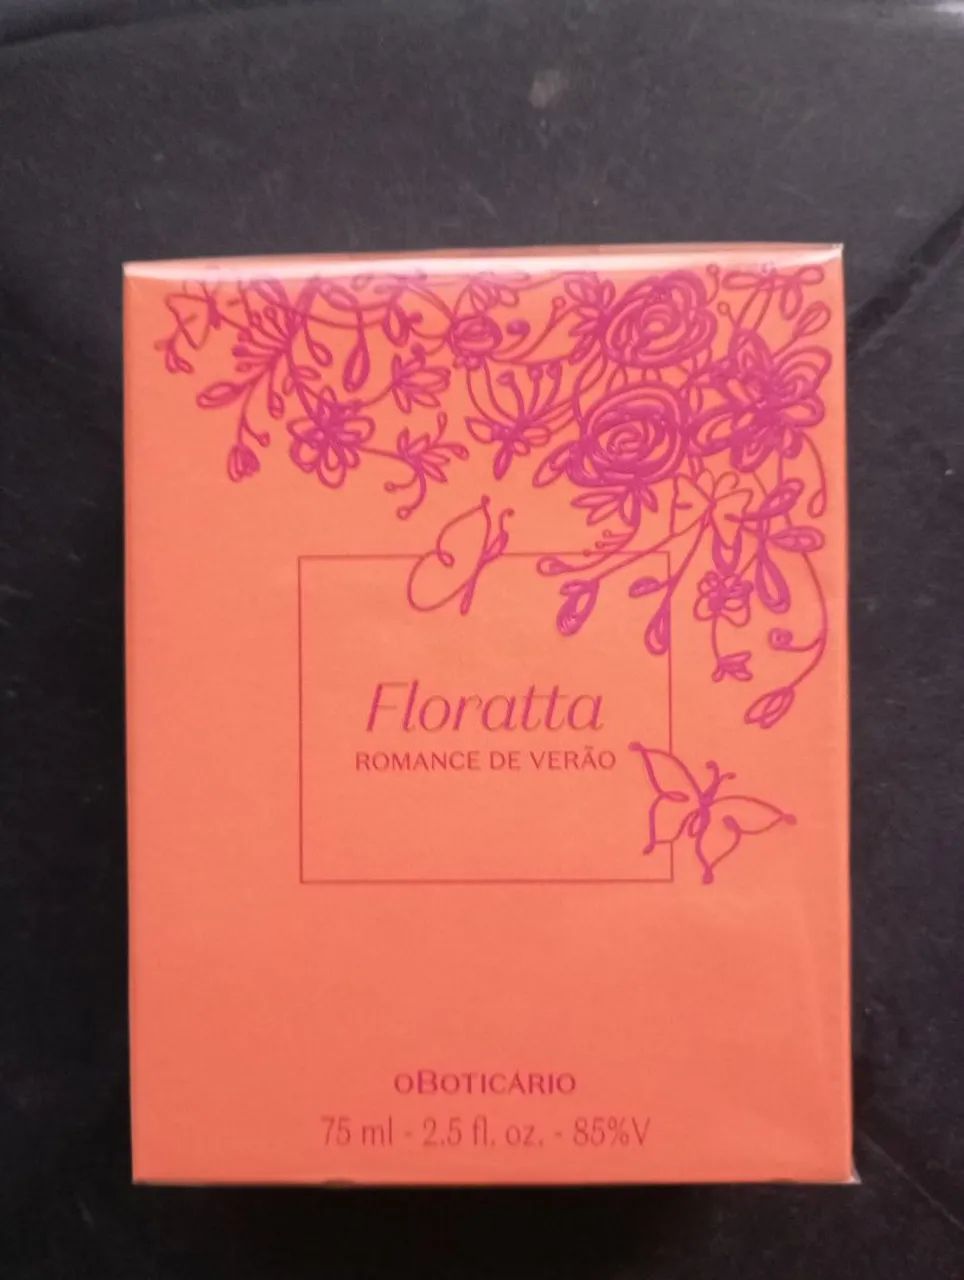 Floratta
ROMANCE DE VERÃO
oBOTICÁRIO
75 ml - 2.5 fl. oz. - 85%V